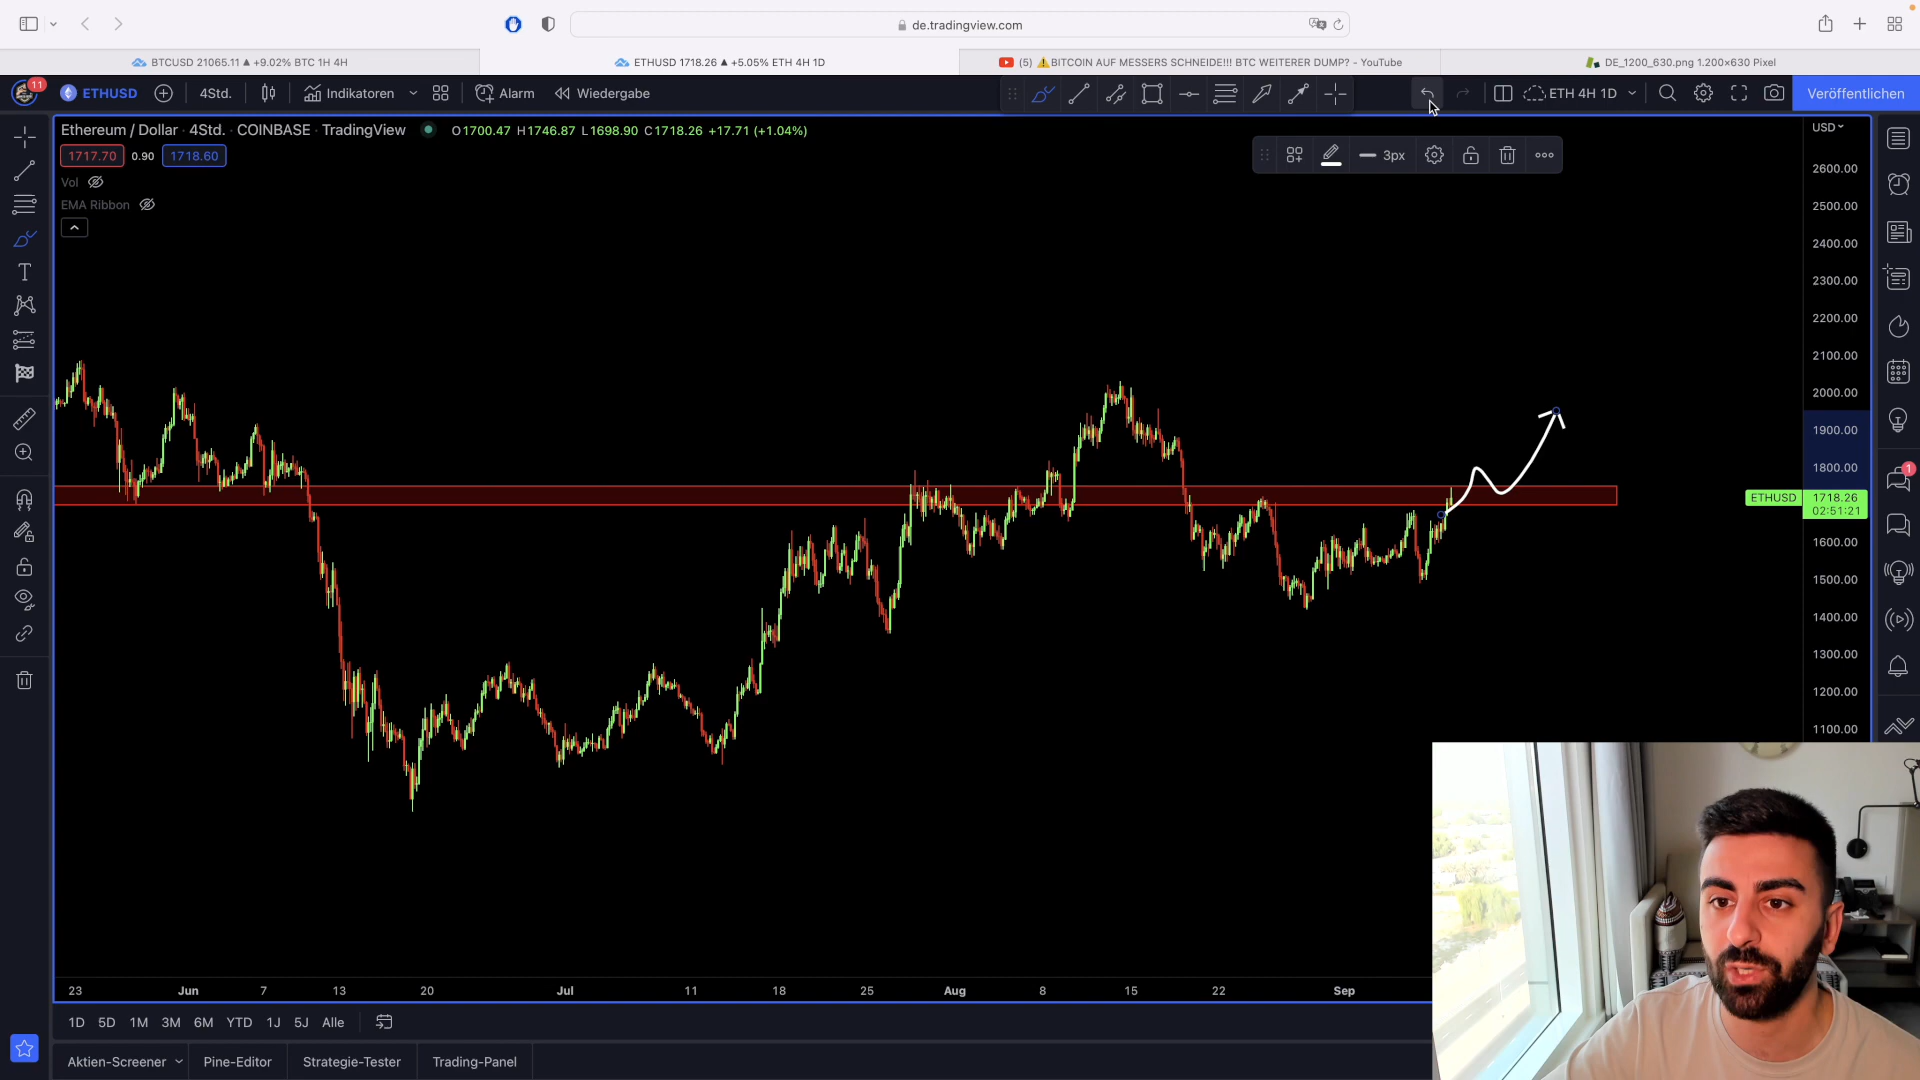 de.tradingview.com
BTCUSD 21065.11 ▲ +9.02% BTC 1H 4H
ETHUSD 1718.26 ▲ +5.05% ETH 4H 1D
(5) ⚠BITCOIN AUF MESSERS SCHNEIDE!!! BTC WEITERER DUMP? - YouTube
DE_1200_630.png 1.200×630 Pixel
11
ETHUSD
4Std.
Indikatoren
Alarm
Wiedergabe
ETH 4H 1D
Veröffentlichen
Ethereum / Dollar · 4Std. · COINBASE · TradingView
O1700.47 H1746.87 L1698.90 C1718.26 +17.71 (+1.04%)
USD
1717.70
0.90
1718.60
3px
Vol
EMA Ribbon
2600.00
2500.00
2400.00
2300.00
2200.00
2100.00
2000.00
1900.00
1800.00
1
ETHUSD
1718.26
02:51:21
1600.00
1500.00
1400.00
1300.00
1200.00
1100.00
23 Jun 7 13 20 Jul 11 18 25 Aug 8 15 22 Sep
1D 5D 1M 3M 6M YTD 1J 5J Alle
Aktien-Screener Pine-Editor Strategie-Tester Trading-Panel